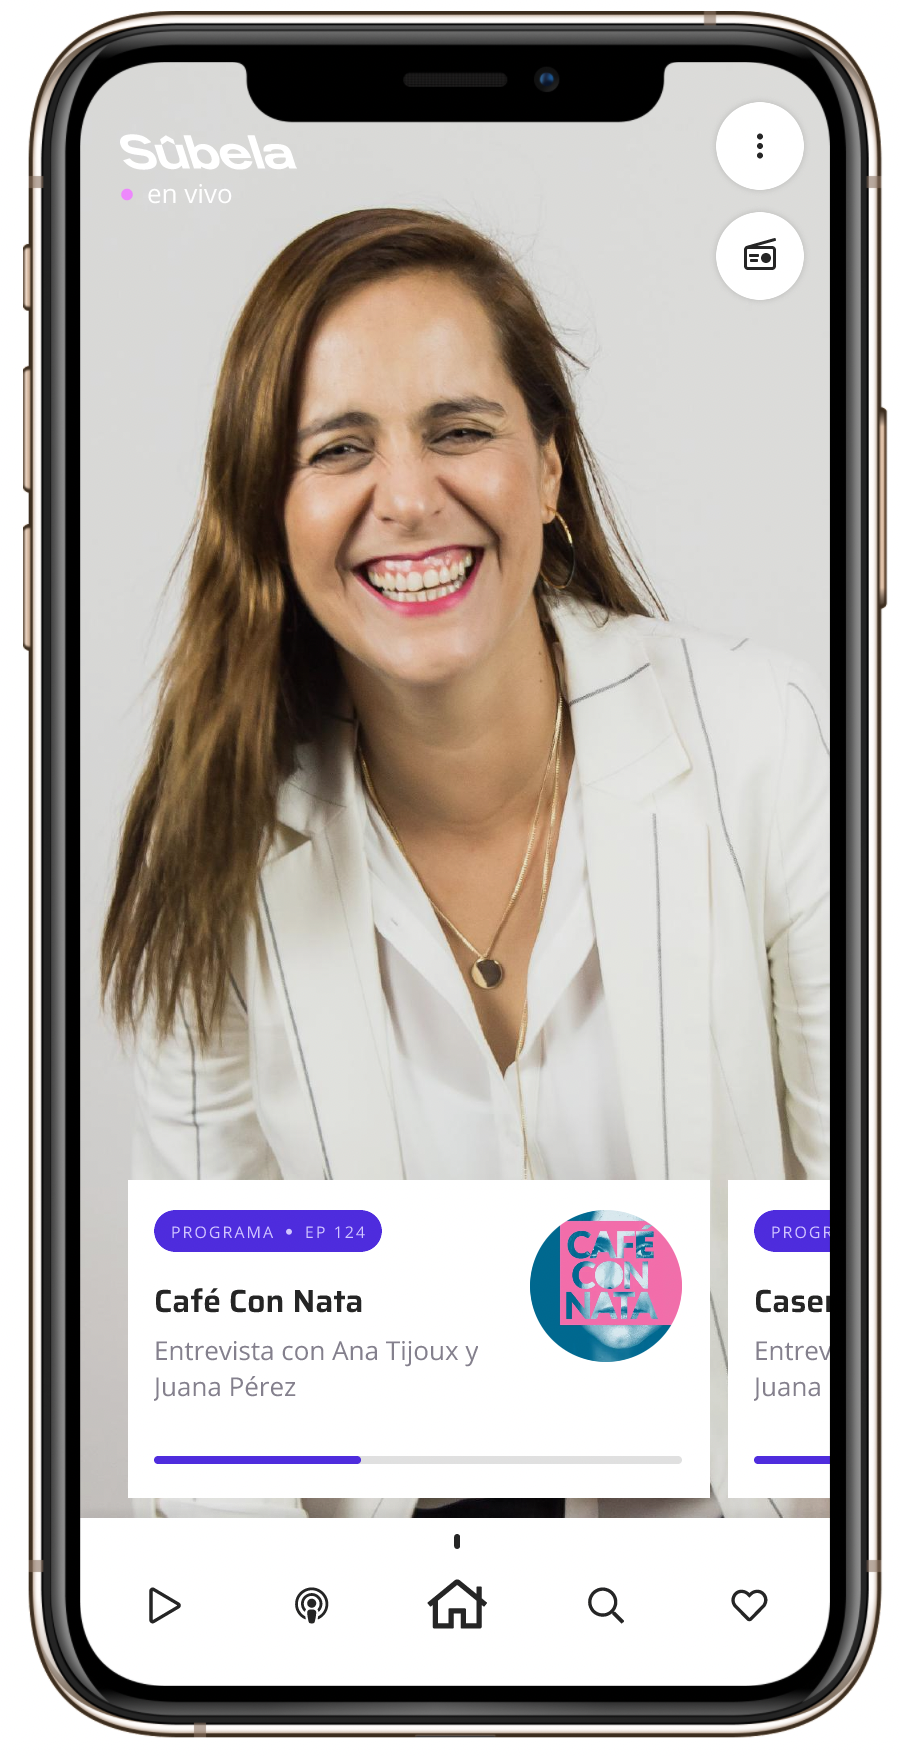 Sûbela
en vivo
PROGRAMA • EP 124
Café Con Nata
Entrevista con Ana Tijoux y
Juana Pérez
CAFÉ
CON
NATA
PROGR
Caser
Entrev
Juana